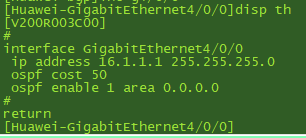 [Huawei-GigabitEthernet4/0/0]disp th
[V200R003C00]
#
interface GigabitEthernet4/0/0
 ip address 16.1.1.1 255.255.255.0
 ospf cost 50
 ospf enable 1 area 0.0.0.0
#
return
[Huawei-GigabitEthernet4/0/0]